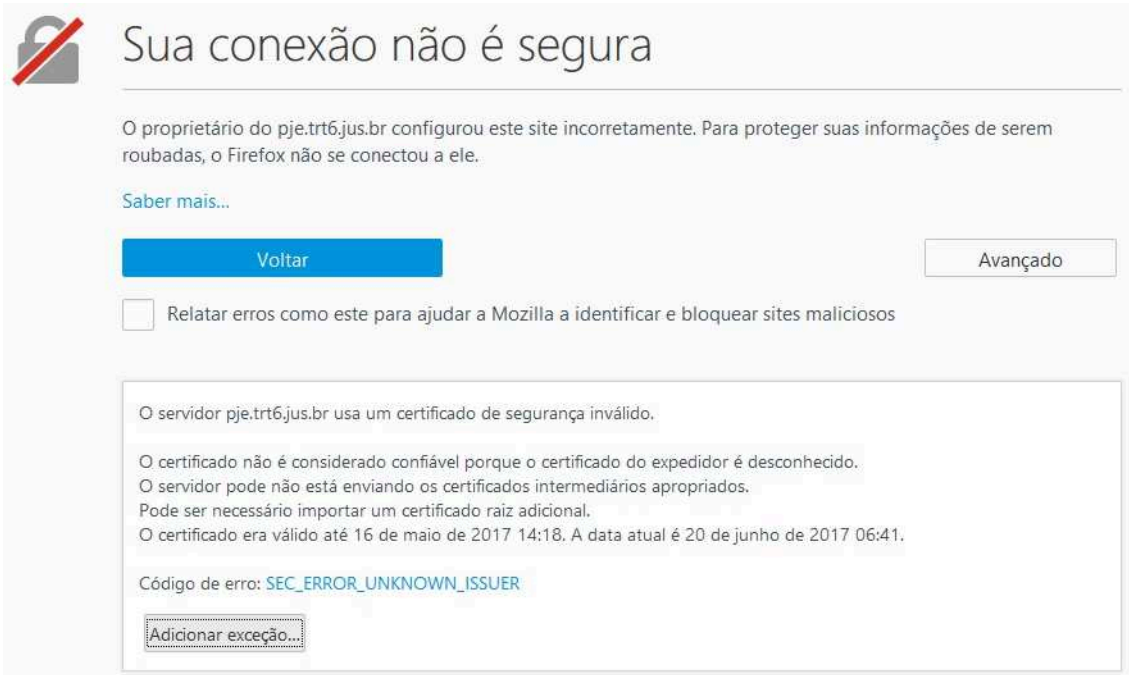 Sua conexão não é segura
O proprietário do pje.trt6.jus.br configurou este site incorretamente. Para proteger suas informações de serem
roubadas, o Firefox não se conectou a ele.
Saber mais...
Voltar
Avançado
Relatar erros como este para ajudar a Mozilla a identificar e bloquear sites maliciosos
O servidor pje.trt6.jus.br usa um certificado de segurança inválido.
O certificado não é considerado confiável porque o certificado do expedidor é desconhecido.
O servidor pode não está enviando os certificados intermediários apropriados.
Pode ser necessário importar um certificado raiz adicional.
O certificado era válido até 16 de maio de 2017 14:18. A data atual é 20 de junho de 2017 06:41.
Código de erro: SEC_ERROR_UNKNOWN_ISSUER
Adicionar exceção...